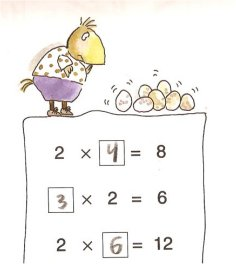 2 × 4 = 8
3 × 2 = 6
2 × 6 = 12